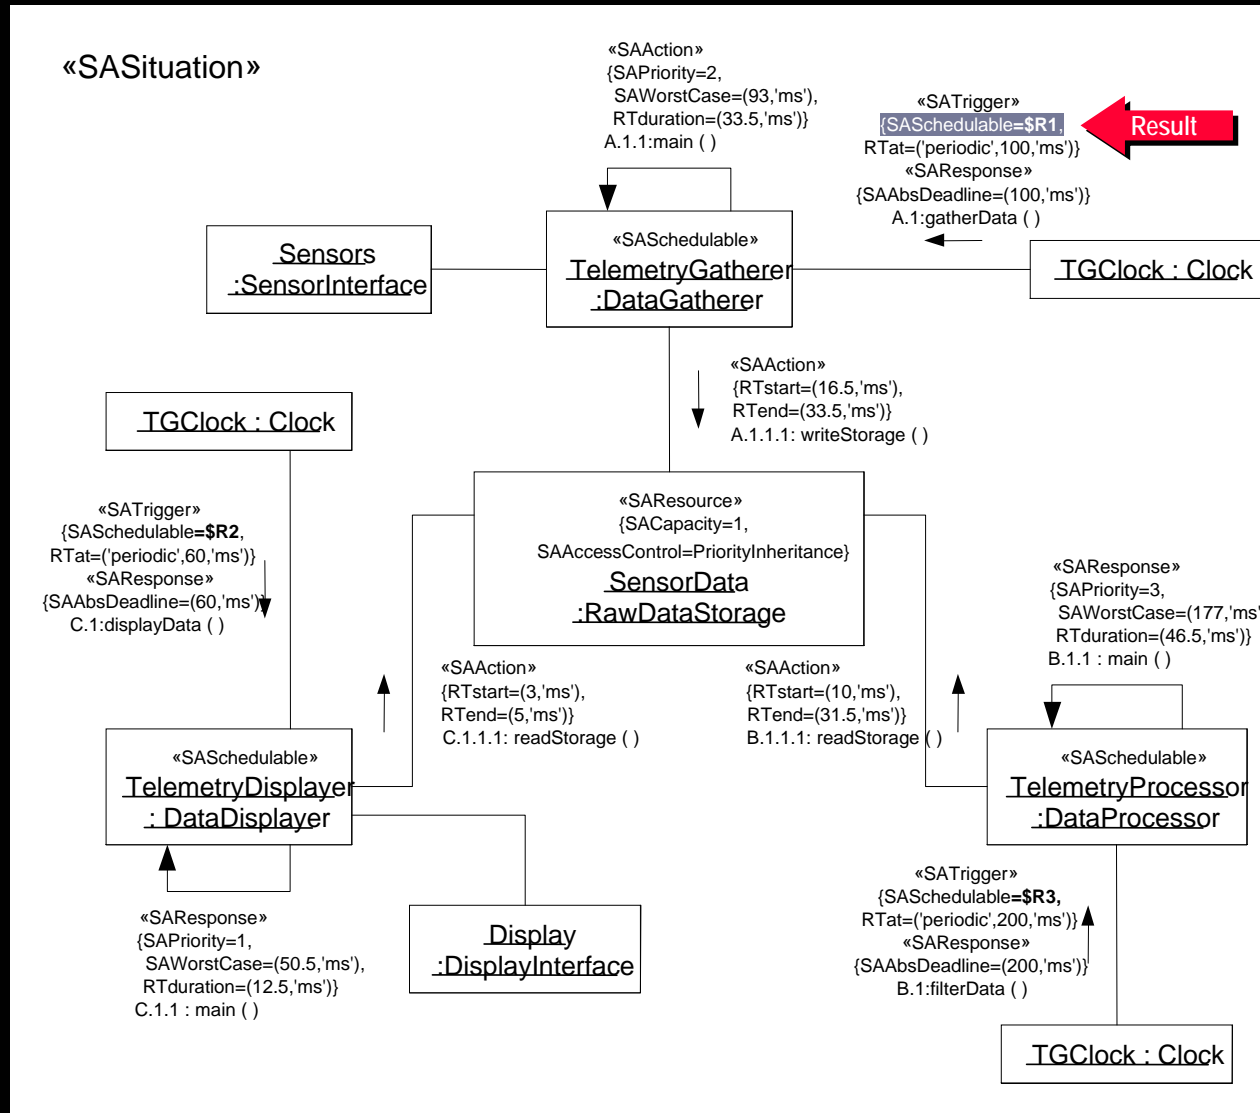 «SASituation»
«SAAction»
{SAPriority=2,
SAWorstCase=(93,'ms'),
RTduration=(33.5,'ms')}
A.1.1:main ( )
«SATrigger»
{SASchedulable=$R1,
RTat=('periodic',100,'ms')}
«SAResponse»
{SAAbsDeadline=(100,'ms')}
A.1:gatherData ( )
Result
Sensors
:SensorInterface
«SASchedulable»
TelemetryGatherer
:DataGatherer
TGClock : Clock
«SAAction»
{RTstart=(16.5,'ms'),
RTend=(33.5,'ms')}
A.1.1.1: writeStorage ( )
TGClock : Clock
«SATrigger»
{SASchedulable=$R2,
RTat=('periodic',60,'ms')}
«SAResponse»
{SAAbsDeadline=(60,'ms')}
C.1:displayData ( )
«SAResource»
{SACapacity=1,
SAAccessControl=PriorityInheritance}
SensorData
:RawDataStorage
«SAResponse»
{SAPriority=3,
SAWorstCase=(177,'ms'
RTduration=(46.5,'ms')}
B.1.1 : main ( )
«SAAction»
{RTstart=(3,'ms'),
RTend=(5,'ms')}
C.1.1.1: readStorage ( )
«SAAction»
{RTstart=(10,'ms'),
RTend=(31.5,'ms')}
B.1.1.1: readStorage ( )
«SASchedulable»
TelemetryDisplayer
: DataDisplayer
«SASchedulable»
TelemetryProcessor
:DataProcessor
«SAResponse»
{SAPriority=1,
SAWorstCase=(50.5,'ms'),
RTduration=(12.5,'ms')}
C.1.1 : main ( )
Display
:DisplayInterface
«SATrigger»
{SASchedulable=$R3,
RTat=('periodic',200,'ms')}
«SAResponse»
{SAAbsDeadline=(200,'ms')}
B.1:filterData ( )
TGClock : Clock